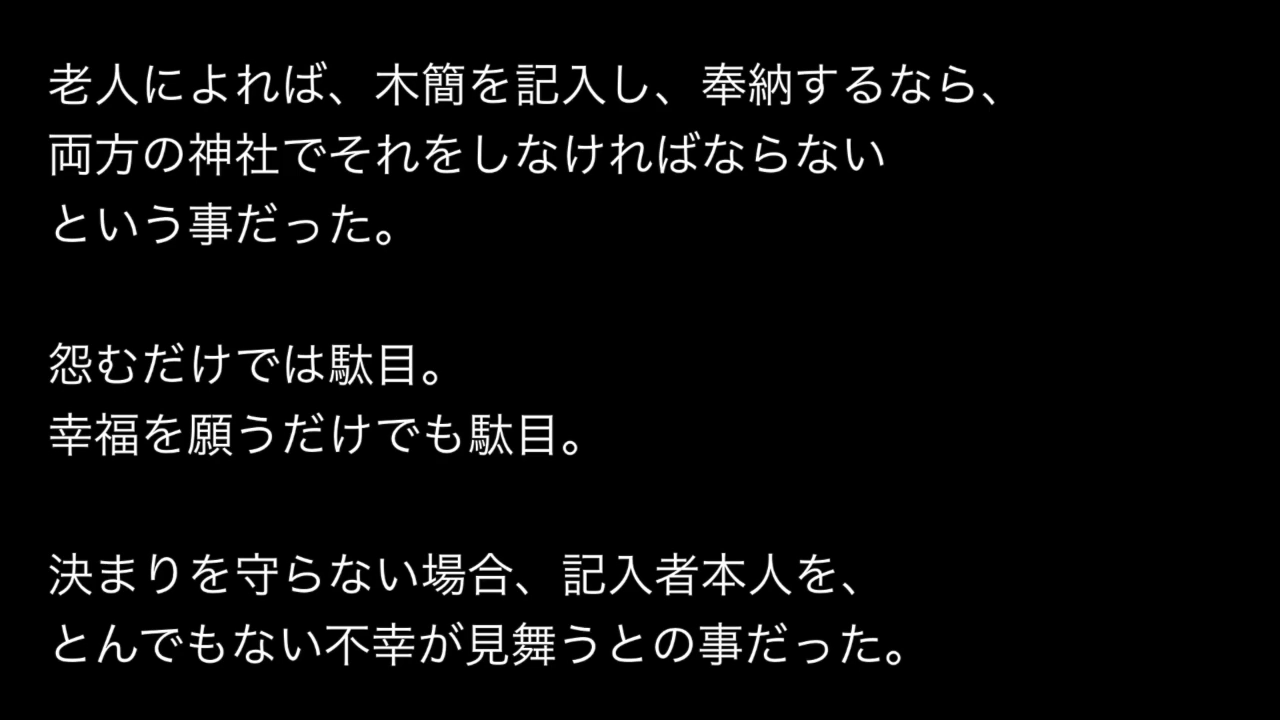 老人によれば、木簡を記入し、奉納するなら、
両方の神社でそれをしなければならない
という事だった。
怨むだけでは駄目。
幸福を願うだけでも駄目。
決まりを守らない場合、記入者本人を、
とんでもない不幸が見舞うとの事だった。